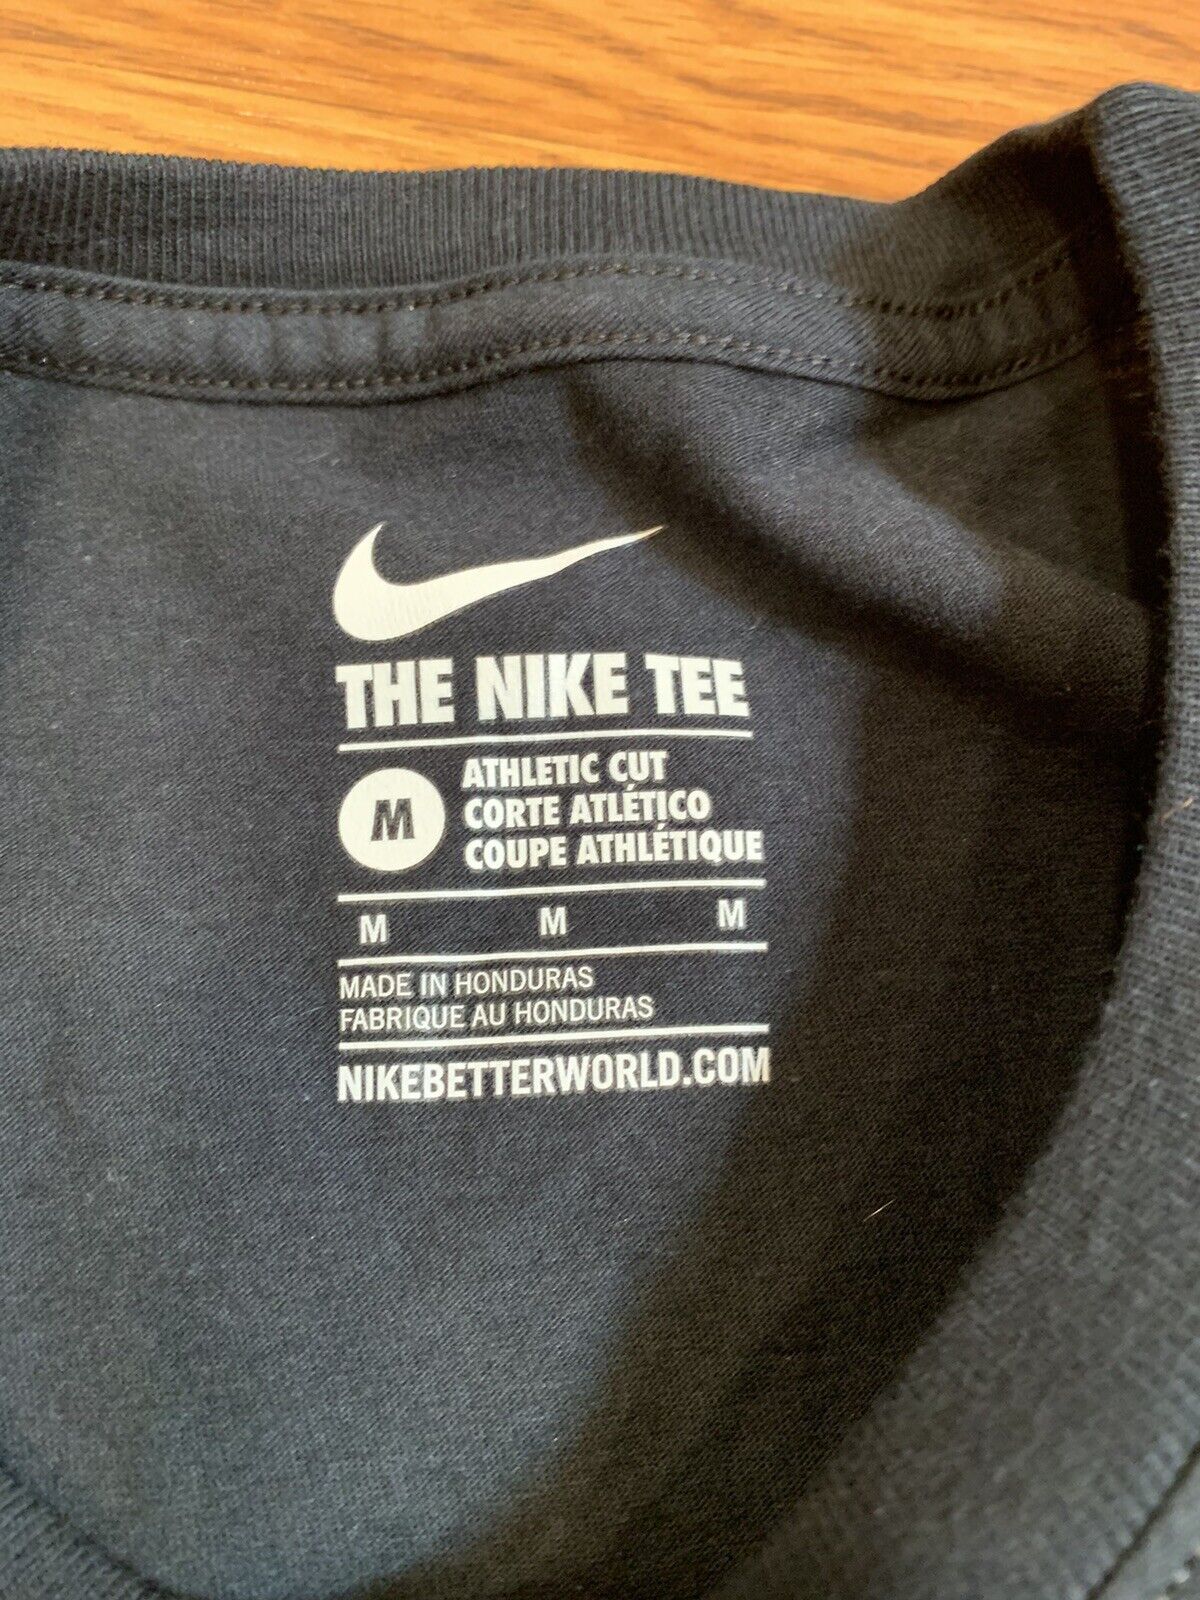 THE NIKE TEE
M
ATHLETIC CUT
CORTE ATLÉTICO
COUPE ATHLÉTIQUE
M M M
MADE IN HONDURAS
FABRIQUE AU HONDURAS
NIKEBETTERWORLD.COM